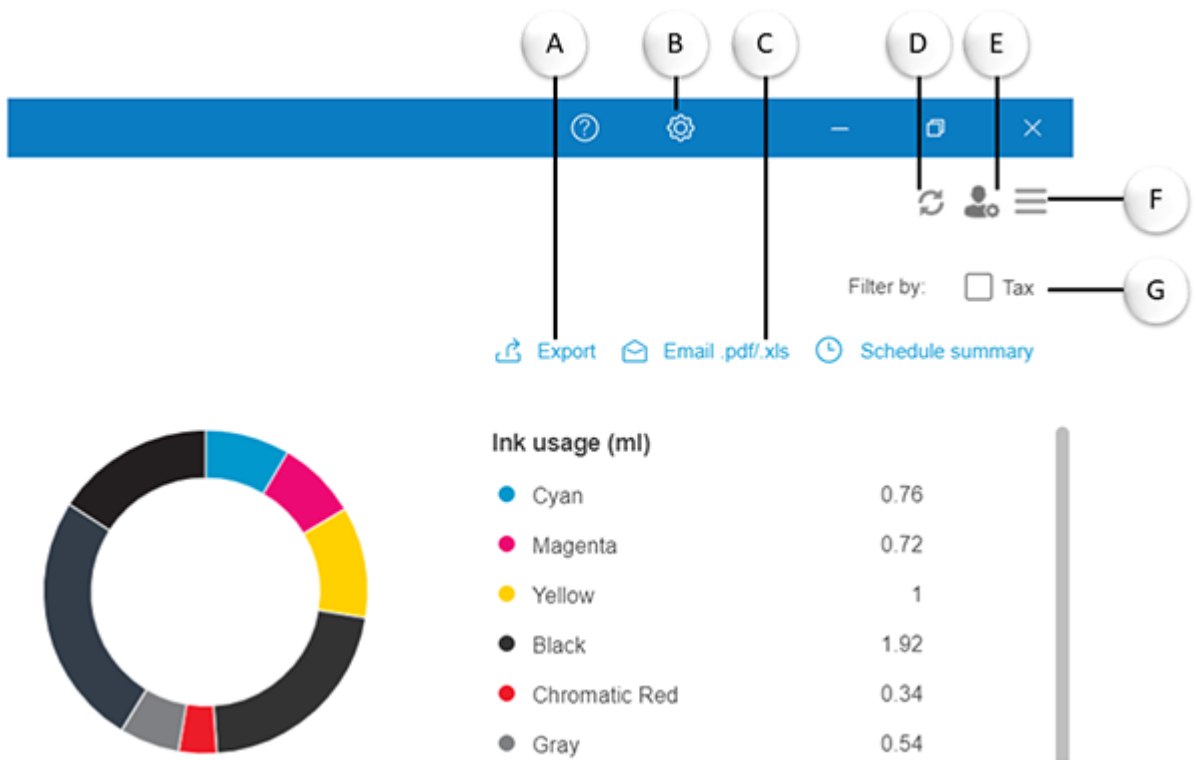 A B C D E
F
Filter by: Tax
G
Export Email .pdf/.xls Schedule summary
Ink usage (ml)
Cyan 0.76
Magenta 0.72
Yellow 1
Black 1.92
Chromatic Red 0.34
Gray 0.54